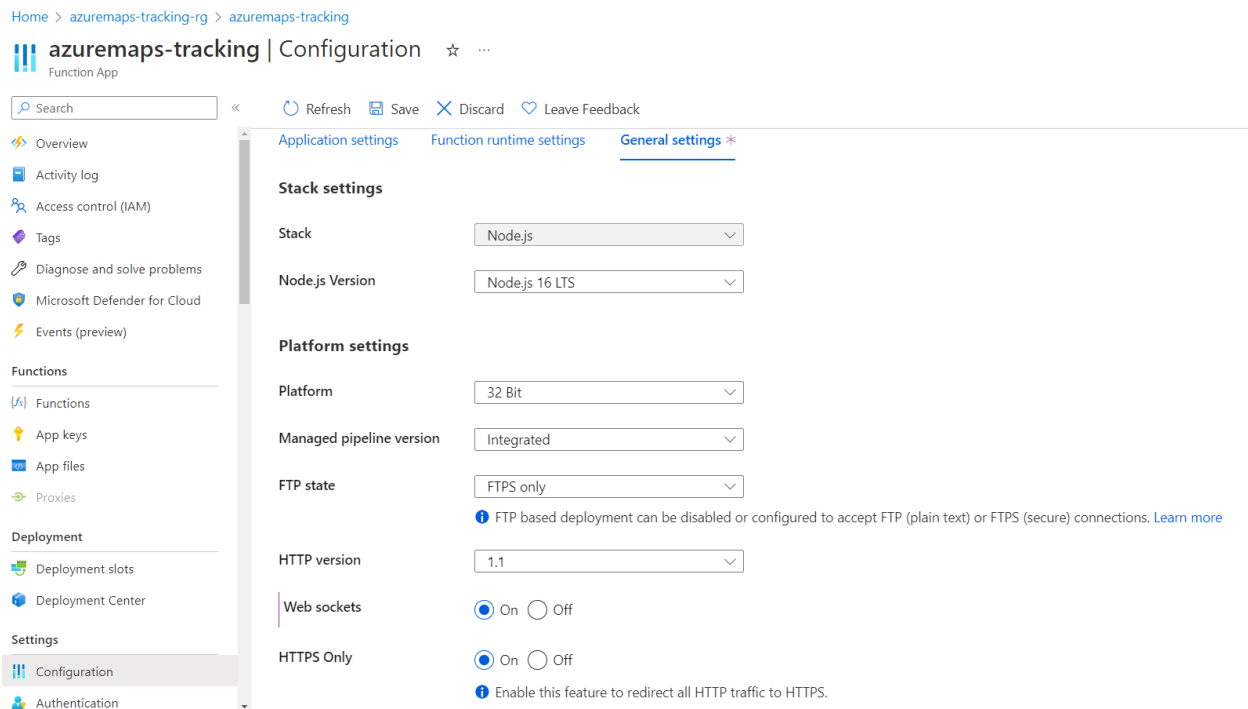 Home > azuremaps-tracking-rg > azuremaps-tracking
azuremaps-tracking | Configuration ☆ ...
Function App
Search «
Refresh Save Discard Leave Feedback
Overview
Activity log
Access control (IAM)
Tags
Diagnose and solve problems
Microsoft Defender for Cloud
Events (preview)
Functions
Functions
App keys
App files
Proxies
Deployment
Deployment slots
Deployment Center
Settings
Configuration
Authentication
Application settings Function runtime settings General settings *
Stack settings
Stack Node.js
Node.js Version Node.js 16 LTS
Platform settings
Platform 32 Bit
Managed pipeline version Integrated
FTP state FTPS only
FTP based deployment can be disabled or configured to accept FTP (plain text) or FTPS (secure) connections. Learn more
HTTP version 1.1
Web sockets On Off
HTTPS Only On Off
Enable this feature to redirect all HTTP traffic to HTTPS.